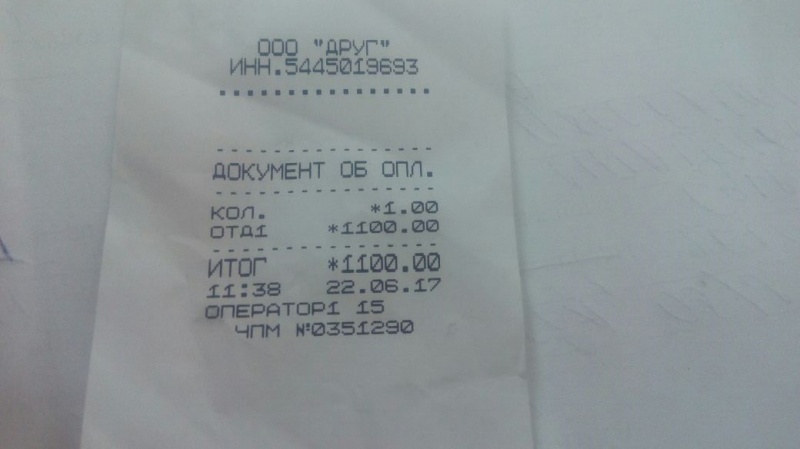 ООО "ДРУГ"
ИНН.5445019693
ДОКУМЕНТ ОБ ОПЛ.
КОЛ. *1.00
ОТД1 *1100.00
ИТОГ *1100.00
11:38 22.06.17
ОПЕРАТОР1 15
ЧПМ №0351290